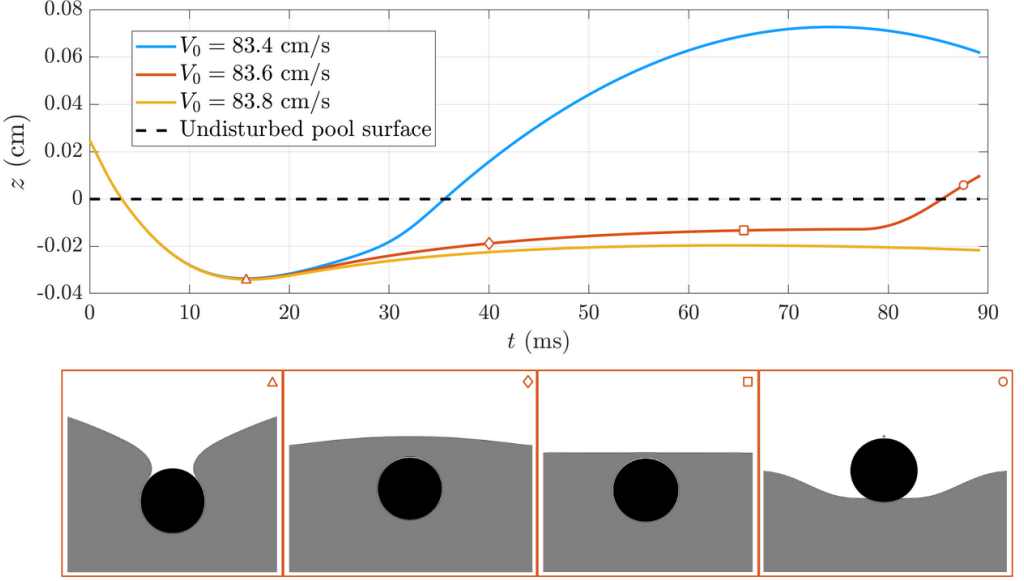 0.08
0.06
0.04
0.02
0
-0.02
-0.04
z (cm)
V₀ = 83.4 cm/s
V₀ = 83.6 cm/s
V₀ = 83.8 cm/s
Undisturbed pool surface
0 10 20 30 40 50 60 70 80 90
t (ms)